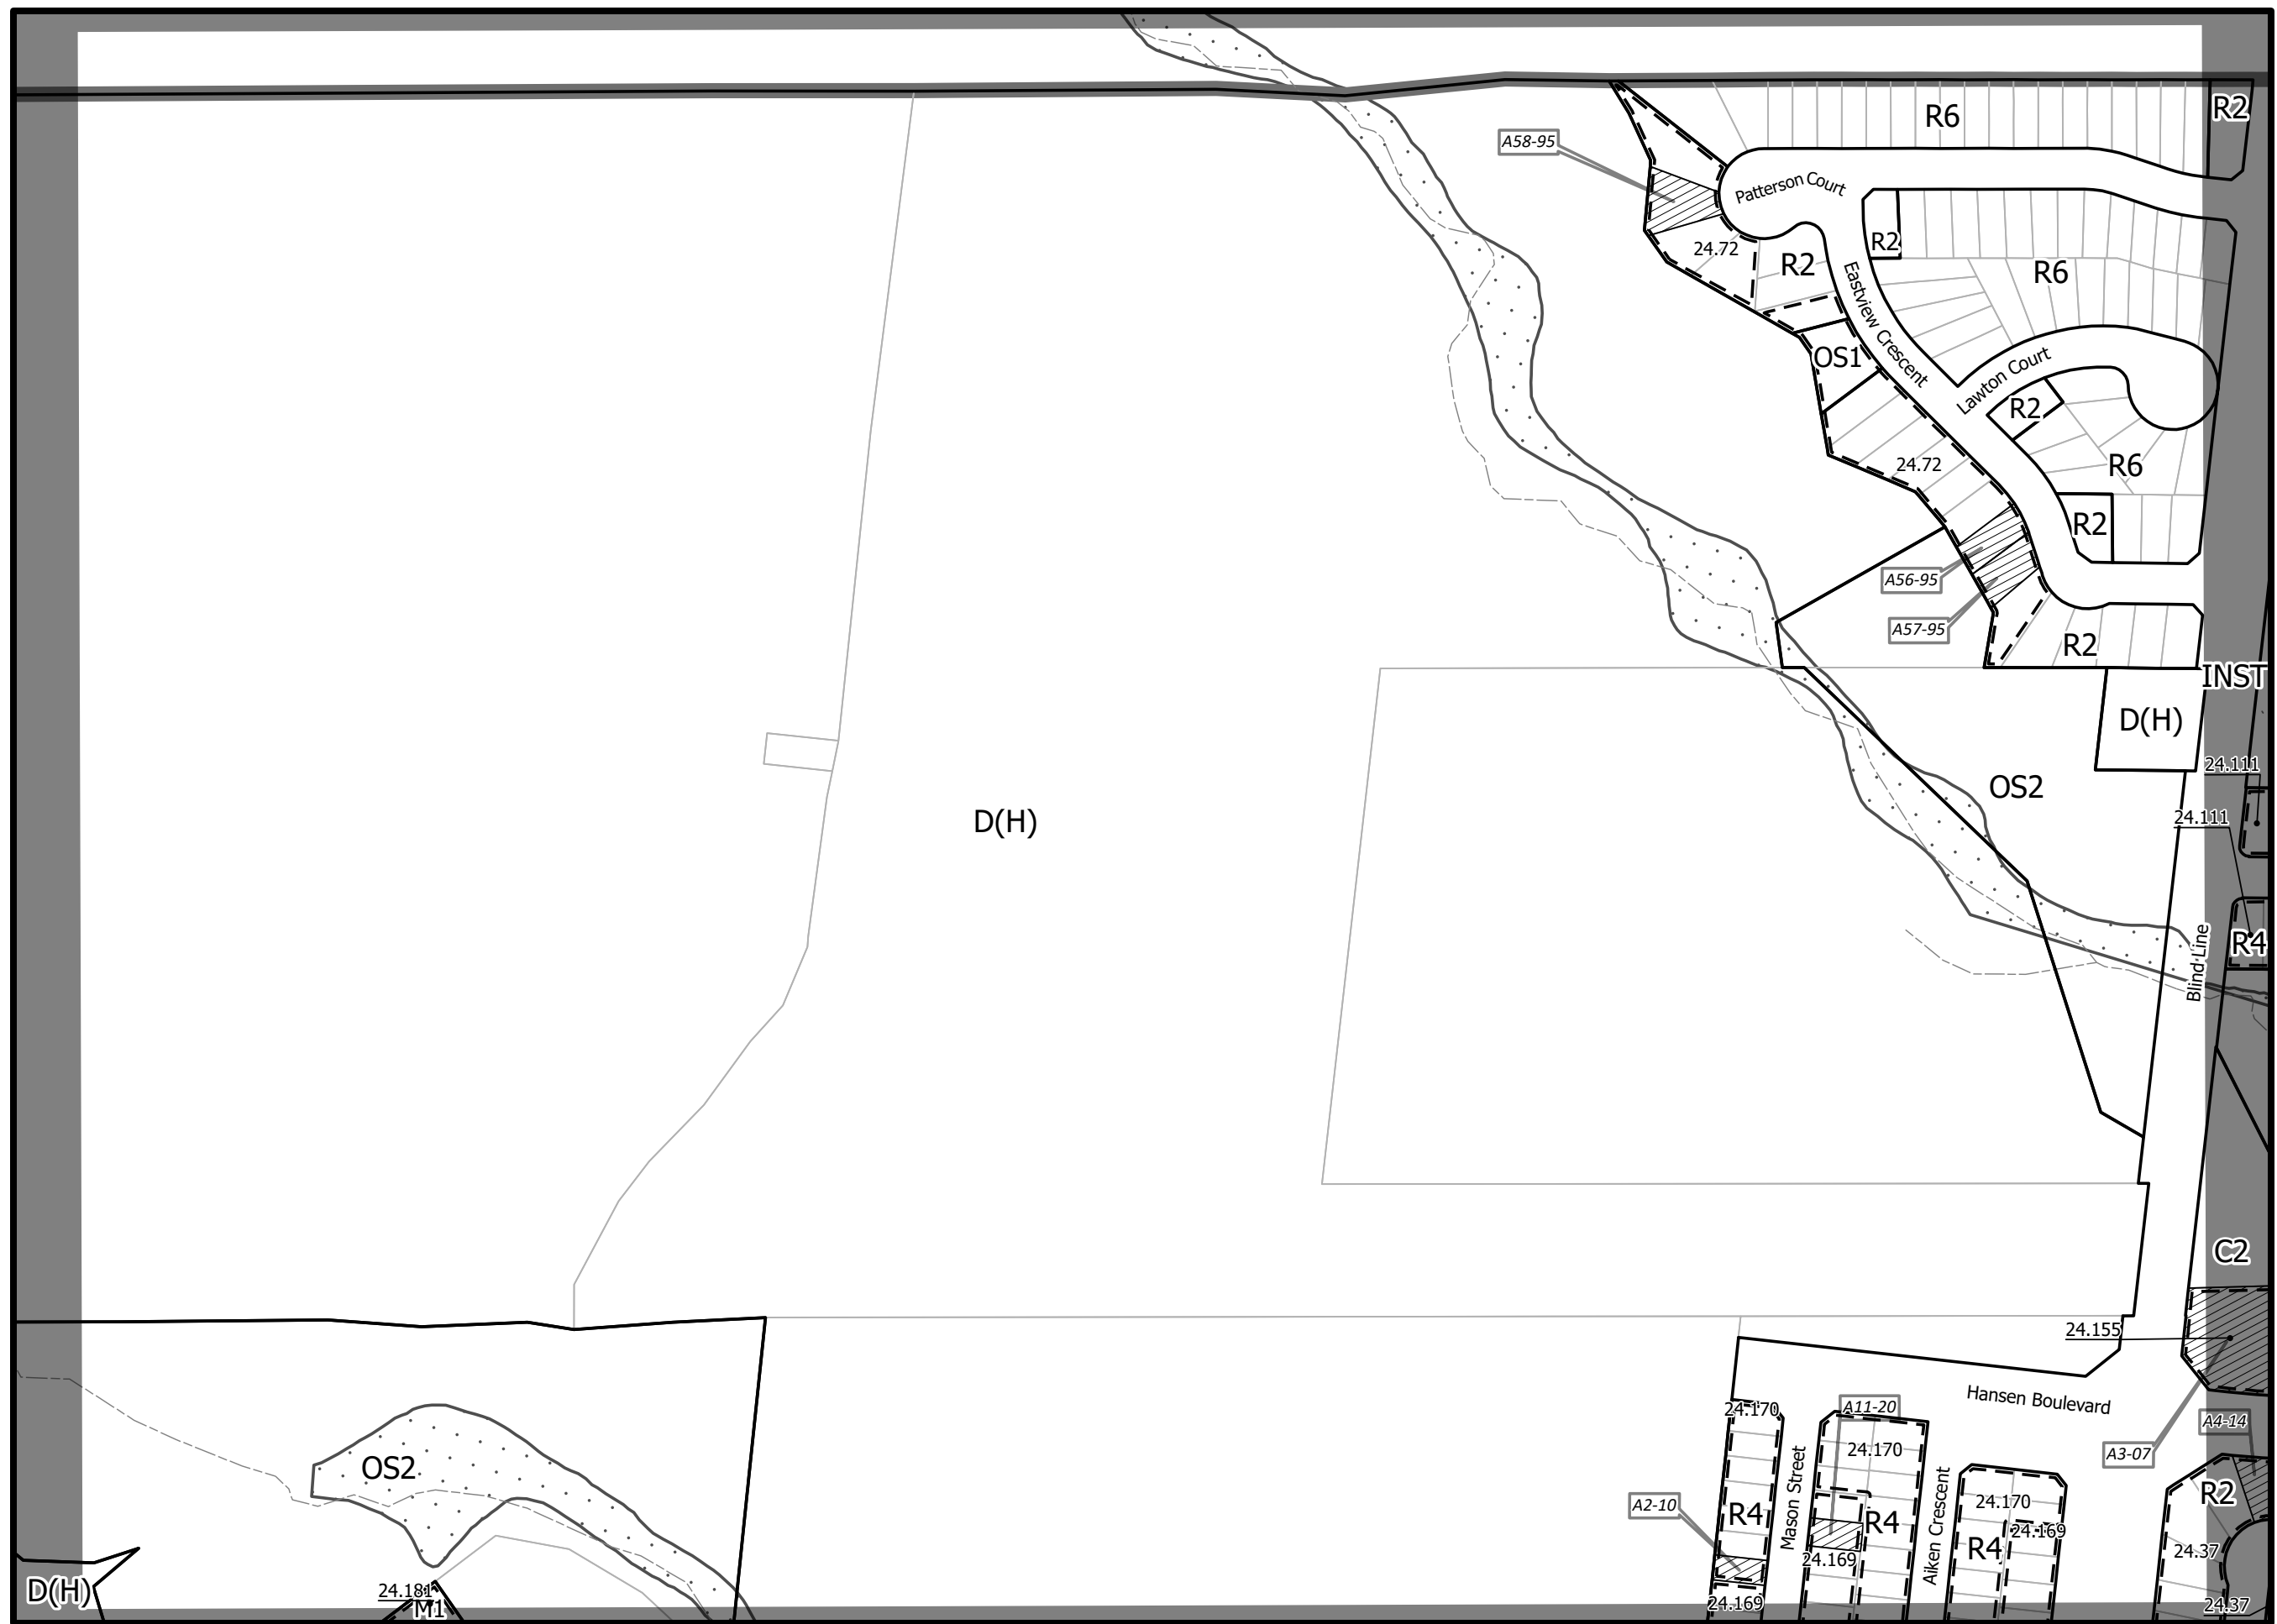 R6
R2
A58-95
Patterson Court
R2
24.72
R2
R6
Eastview Crescent
OS1
Lawton Court
R2
24.72
R6
R2
A56-95
A57-95
R2
INST
D(H)
24.111
OS2
24.111
D(H)
R4
Blind Line
C2
24.155
Hansen Boulevard
24.170
A11-20
A4-14
24.170
A3-07
OS2
Mason Street
Aiken Crescent
R2
24.170
A2-10
R4
R4
24.169
R4
24.37
24.169
D(H)
24.181
M1
24.169
24.37